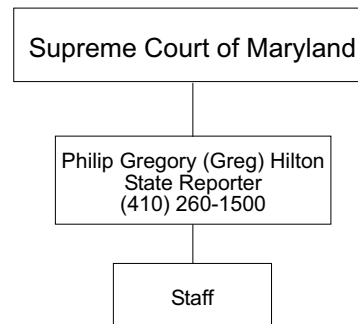 Supreme Court of Maryland
Philip Gregory (Greg) Hilton
State Reporter
(410) 260-1500
Staff